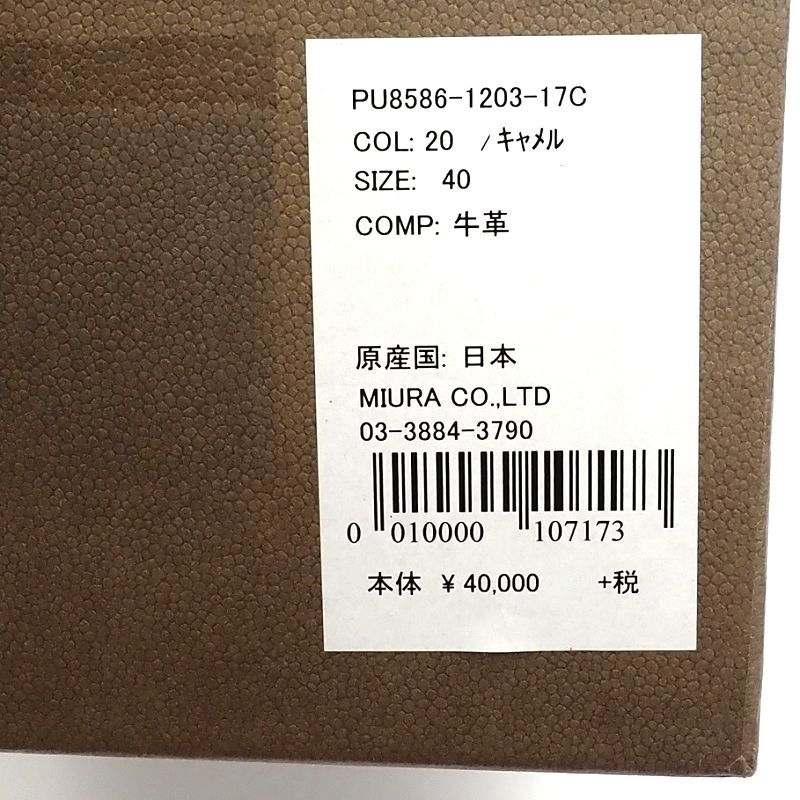 PU8586-1203-17C
COL: 20 /ｷｬﾒﾙ
SIZE: 40
COMP: 牛革
原産国: 日本
MIURA CO.,LTD
03-3884-3790
0 010000 107173
本体 ¥40,000 +税